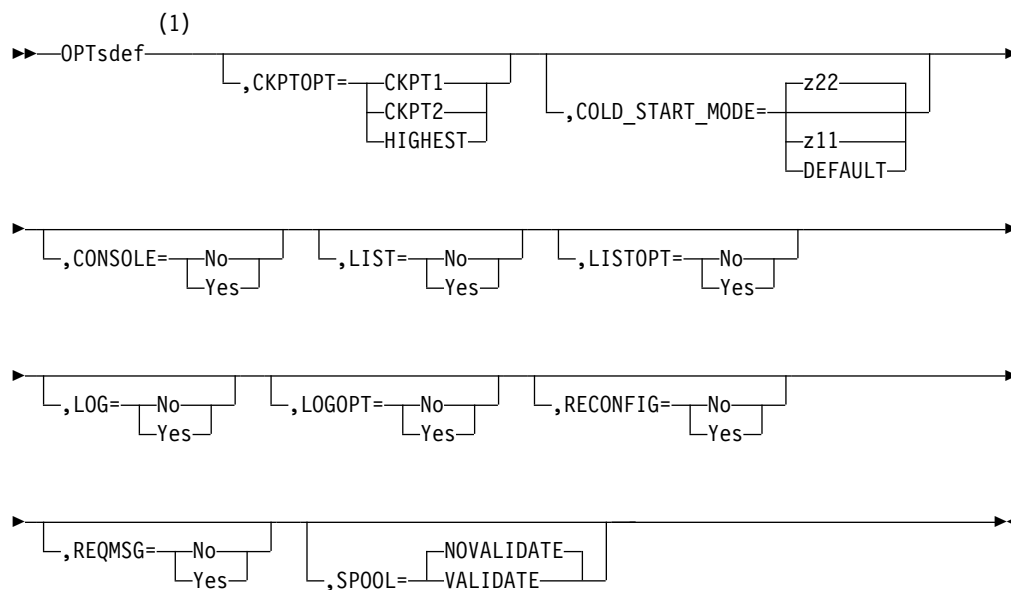 (1)
OPTsdef
,CKPTOPT= CKPT1
CKPT2
HIGHEST
,COLD_START_MODE= z22
z11
DEFAULT
,CONSOLE= No
Yes
,LIST= No
Yes
,LISTOPT= No
Yes
,LOG= No
Yes
,LOGOPT= No
Yes
,RECONFIG= No
Yes
,REQMSG= No
Yes
,SPOOL= NOVALIDATE
VALIDATE